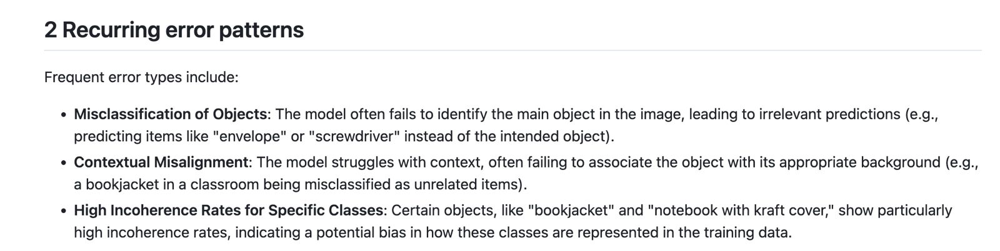 2 Recurring error patterns
Frequent error types include:
• Misclassification of Objects: The model often fails to identify the main object in the image, leading to irrelevant predictions (e.g.,
predicting items like "envelope" or "screwdriver" instead of the intended object).
• Contextual Misalignment: The model struggles with context, often failing to associate the object with its appropriate background (e.g.,
a bookjacket in a classroom being misclassified as unrelated items).
• High Incoherence Rates for Specific Classes: Certain objects, like "bookjacket" and "notebook with kraft cover," show particularly
high incoherence rates, indicating a potential bias in how these classes are represented in the training data.